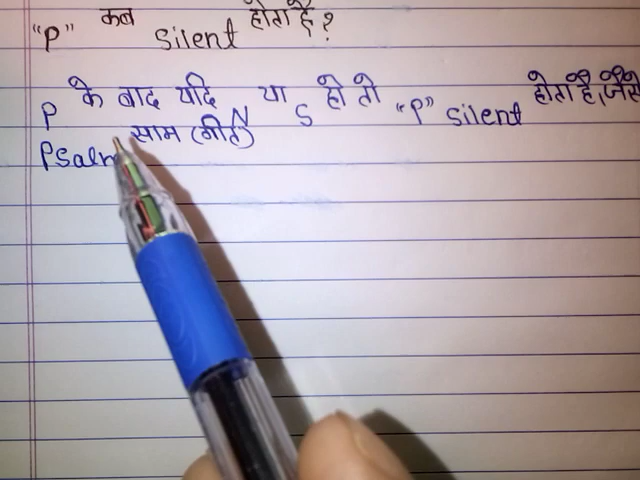 "P" कब silent होता है?
P के बाद यदि N या S हो तो "P" silent होता है, जैसे
Psalm साम (गीत)